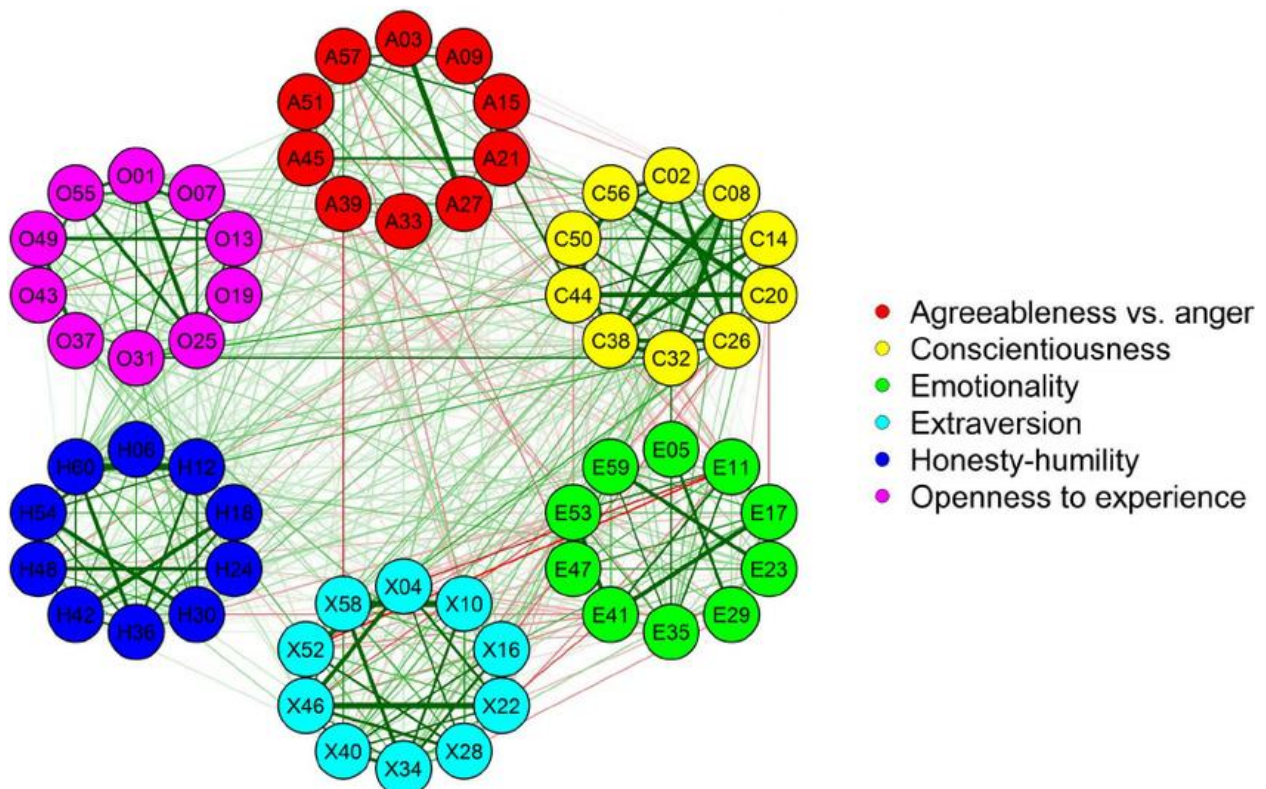 A03
A57
A09
A51
A15
A45
A21
A39
A27
A33
O01
O55
O07
O49
O13
O43
O19
O37
O25
O31
C02
C56
C08
C50
C14
C44
C20
C38
C26
C32
H06
H60
H12
H54
H18
H48
H24
H42
H30
H36
E05
E59
E11
E53
E17
E47
E23
E41
E29
E35
X04
X58
X10
X52
X16
X46
X22
X40
X28
X34
Agreeableness vs. anger
Conscientiousness
Emotionality
Extraversion
Honesty-humility
Openness to experience